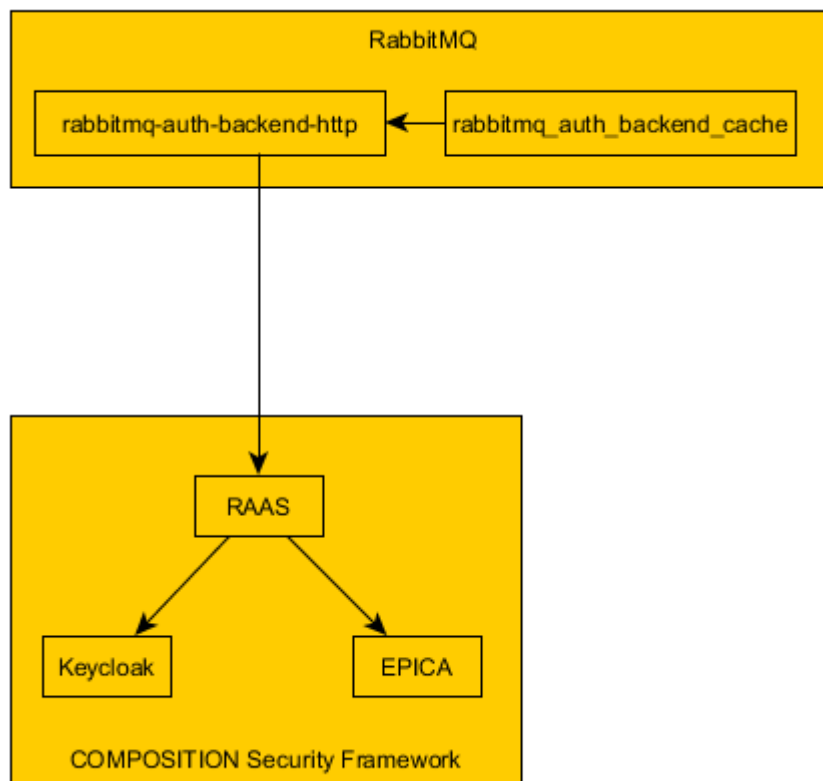 RabbitMQ
rabbitmq-auth-backend-http
rabbitmq_auth_backend_cache
RAAS
Keycloak
EPICA
COMPOSITION Security Framework